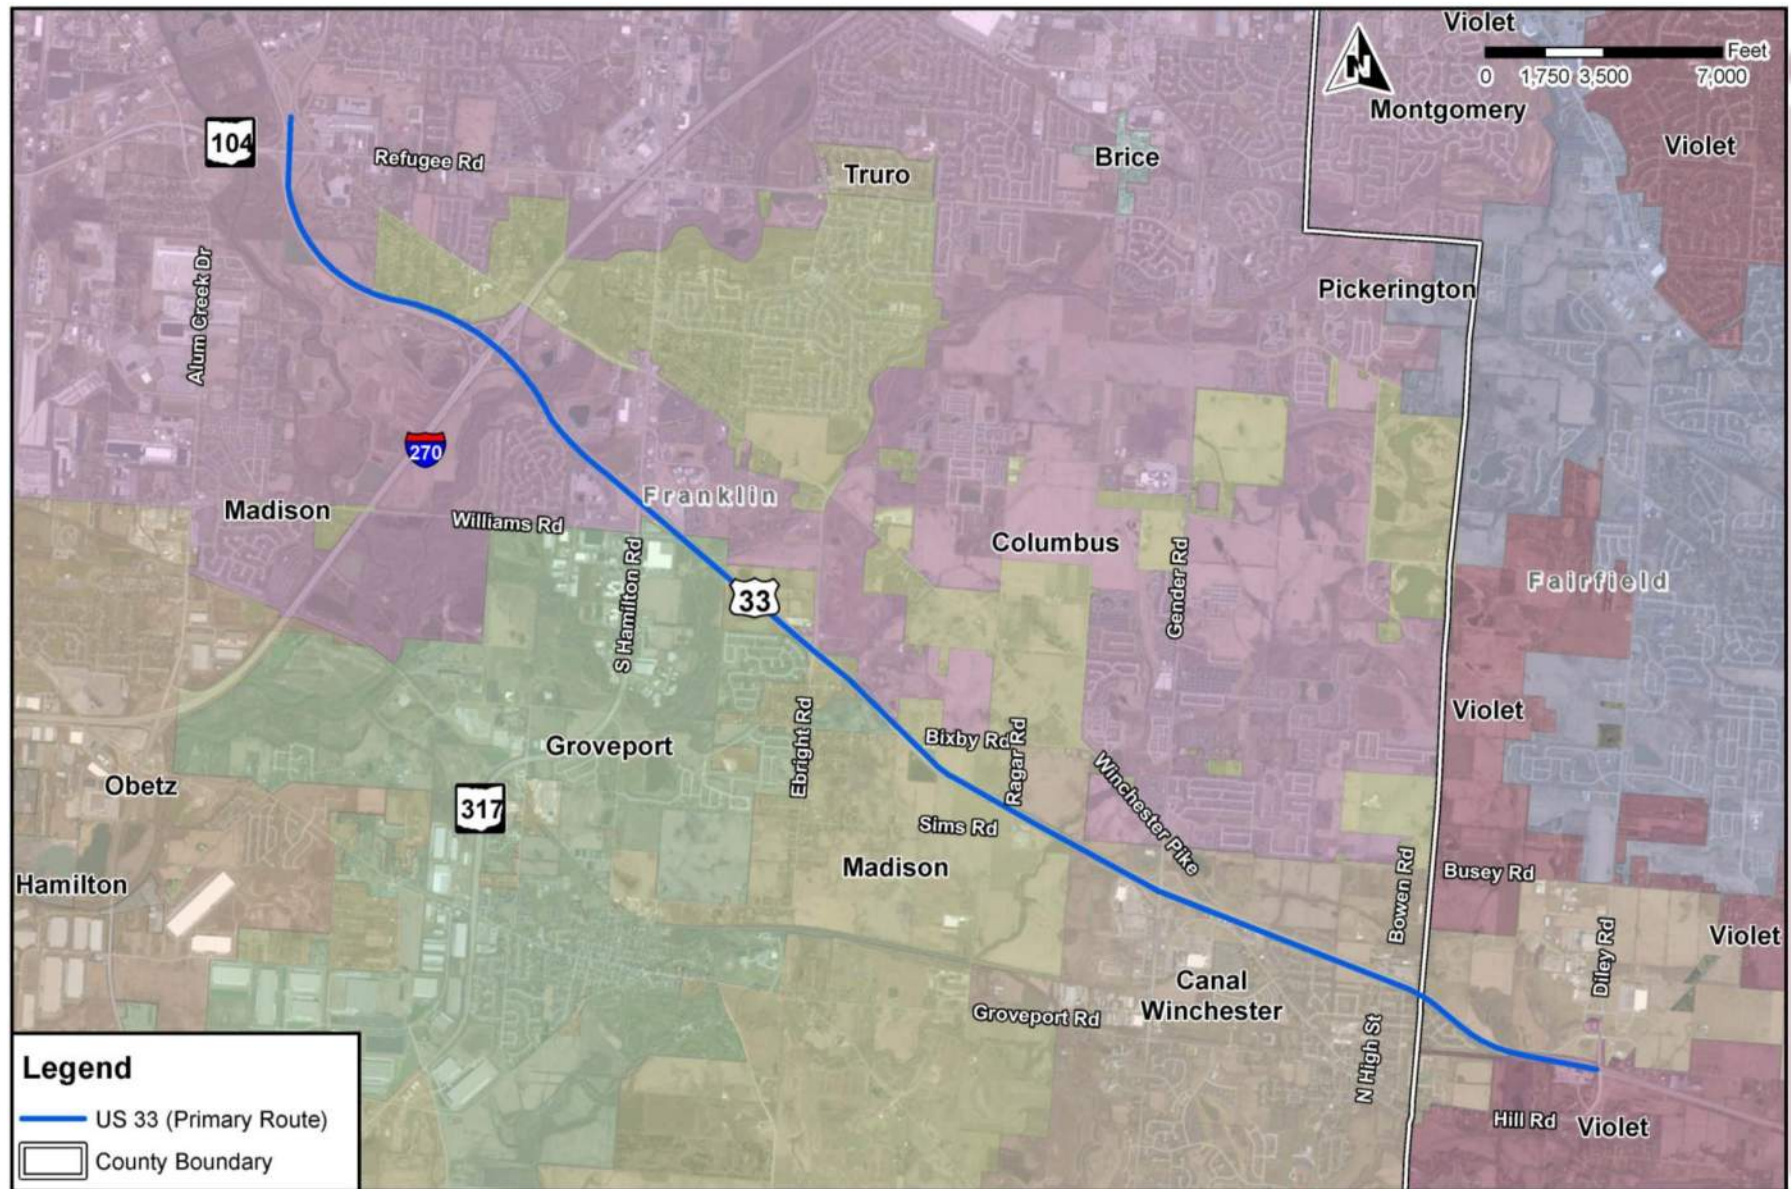 Violet
Feet
0 1,750 3,500 7,000
N
Montgomery
104
Refugee Rd
Truro
Brice
Violet
Alum Creek Dr
Pickerington
270
Franklin
Madison
Williams Rd
Columbus
Gender Rd
Fairfield
S Hamilton Rd
33
Violet
Ebright Rd
Bixby Rd
Ragar Rd
Groveport
Obetz
317
Winchester Pike
Sims Rd
Madison
Hamilton
Bowen Rd
Busey Rd
Diley Rd
Violet
Canal
Winchester
Groveport Rd
N High St
Hill Rd
Violet
Legend
US 33 (Primary Route)
County Boundary